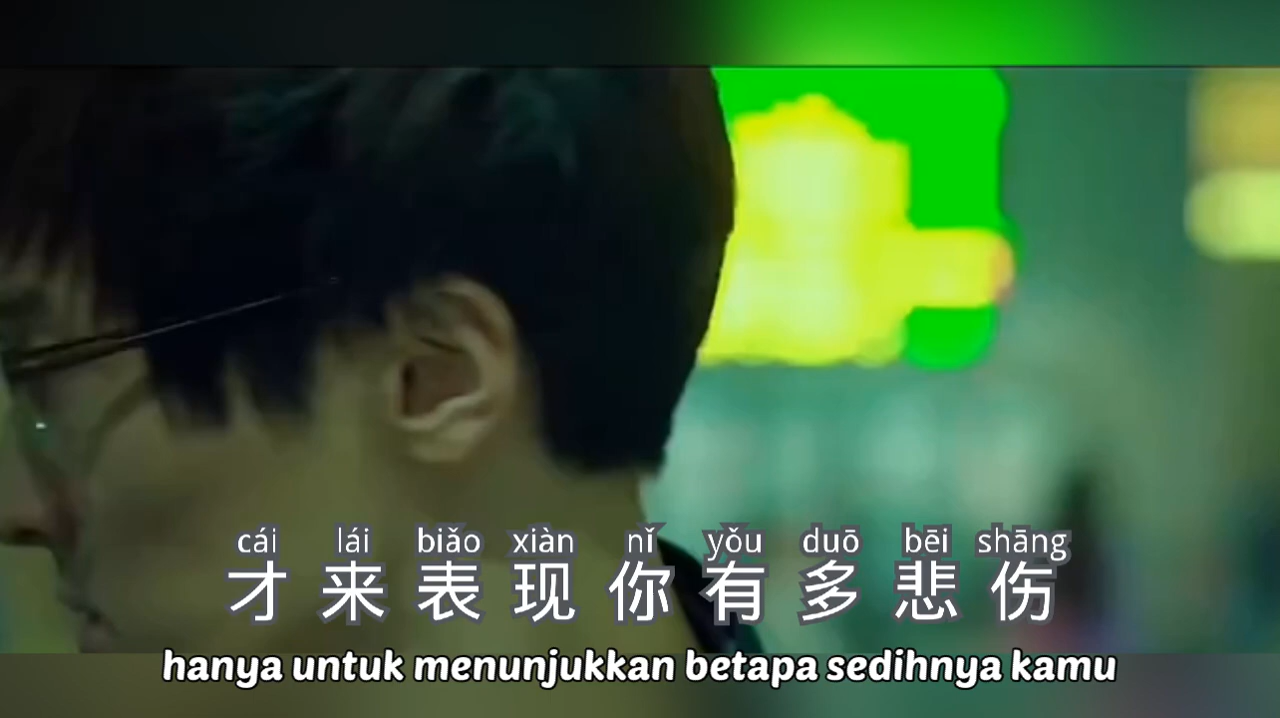 cái lái biǎo xiàn nǐ yǒu duō bēi shāng
才来表现你有多悲伤
hanya untuk menunjukkan betapa sedihnya kamu